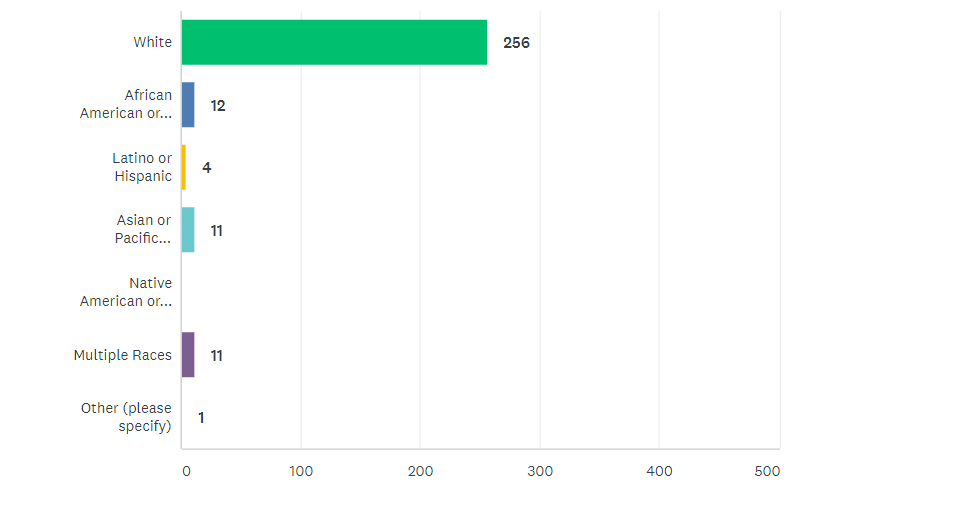 White
256
African
American or...
12
Latino or
Hispanic
4
Asian or
Pacific...
11
Native
American or...
Multiple Races
11
Other (please
specify)
1
0 100 200 300 400 500